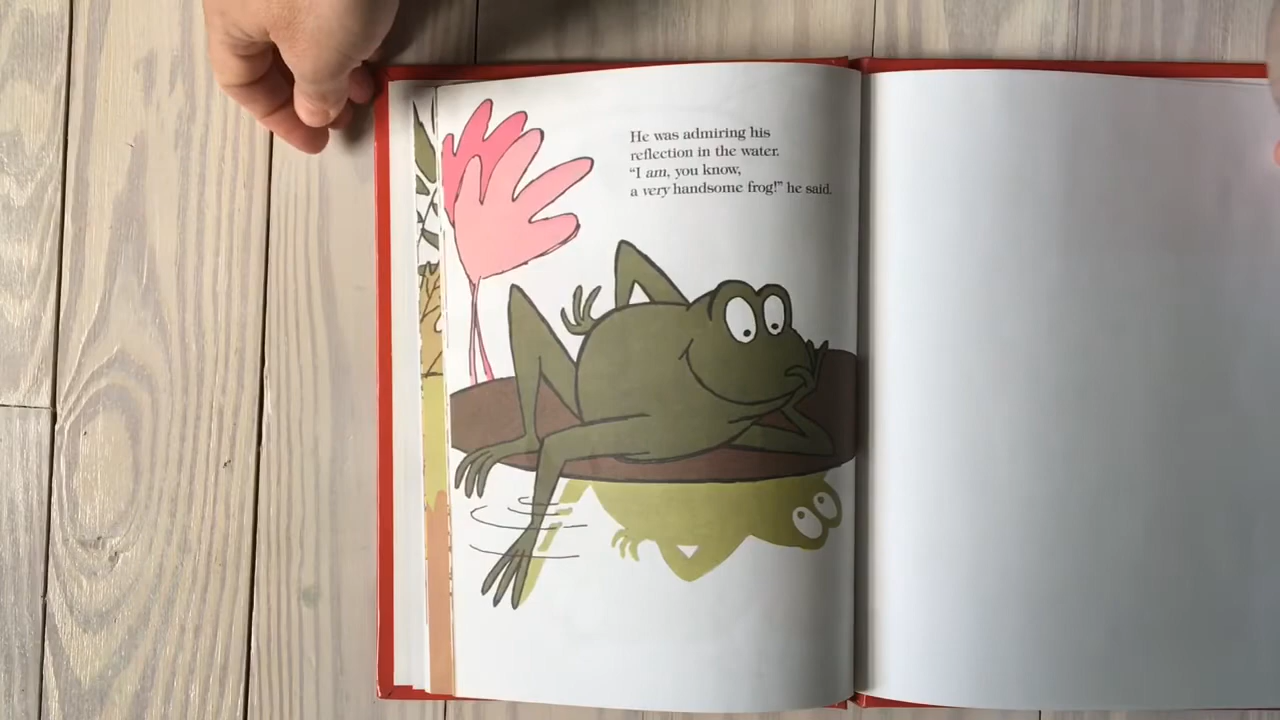 He was admiring his
reflection in the water.
“I am, you know,
a very handsome frog!” he said.